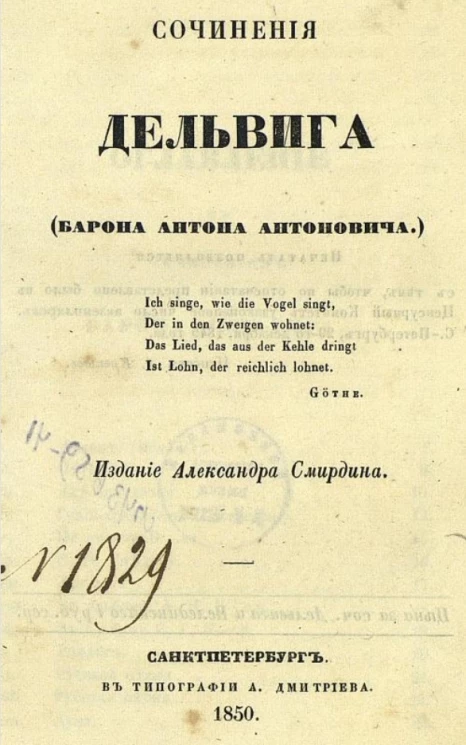 СОЧИНЕНІЯ
ДЕЛЬВИГА
(БАРОНА АНТОНА АНТОНОВИЧА.)
Ich singe, wie die Vogel singt,
Der in den Zweigen wohnet:
Das Lied, das aus der Kehle dringt
Ist Lohn, der reichlich lohnet.
Göthe.
Изданіе Александра Смирдина.
N 1829
САНКТПЕТЕРБУРГЪ.
ВЪ ТИПОГРАФІИ А. ДМИТРІЕВА.
1850.